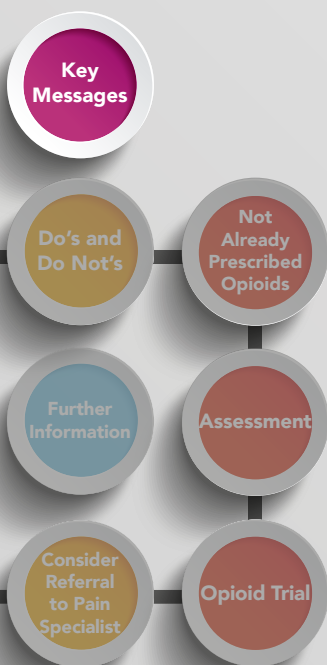 Key
Messages
Do's and
Do Not's
Not
Already
Prescribed
Opioids
Further
Information
Assessment
Consider
Referral
to Pain
Specialist
Opioid Trial